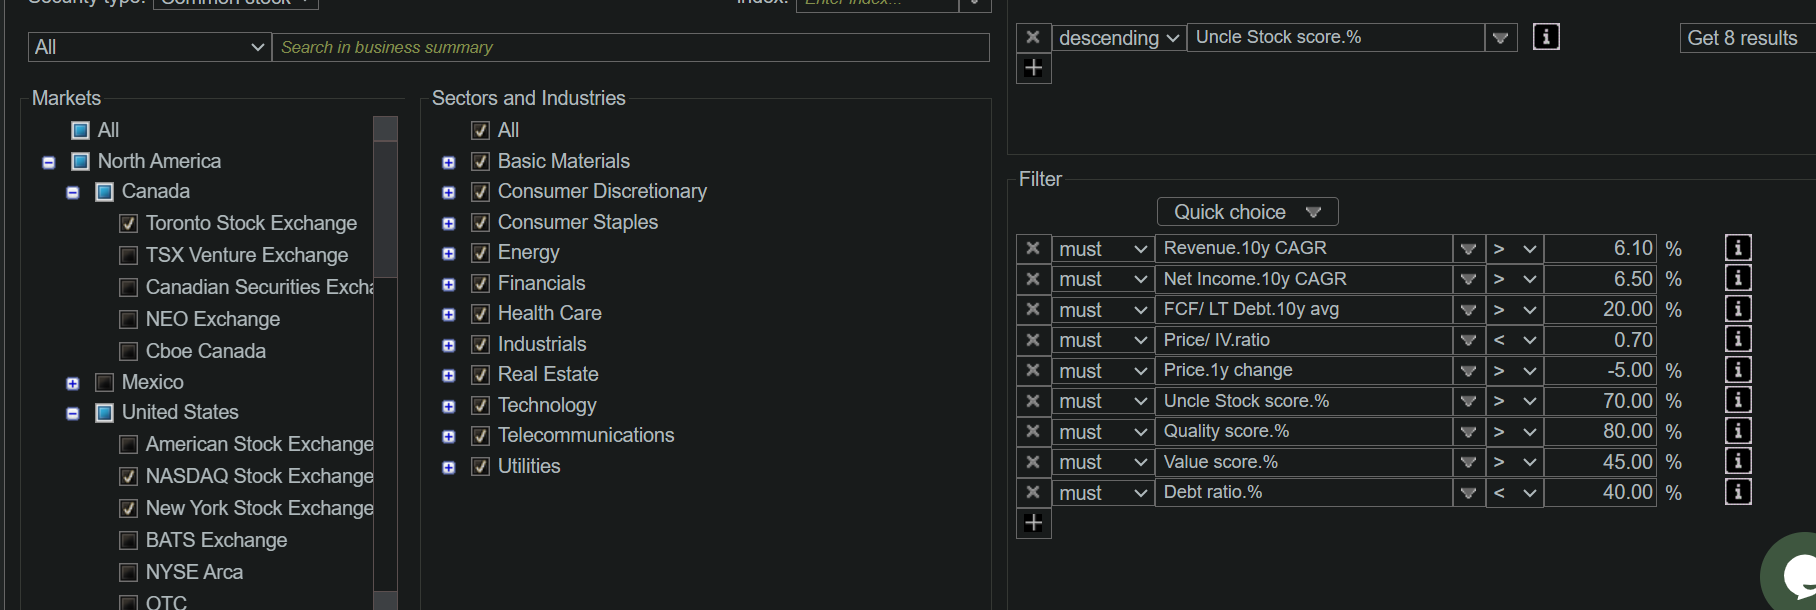 Security type: Common stock
Index: Enter index...
All
Search in business summary
Markets
All
North America
Canada
Toronto Stock Exchange
TSX Venture Exchange
Canadian Securities Excha
NEO Exchange
Cboe Canada
Mexico
United States
American Stock Exchange
NASDAQ Stock Exchange
New York Stock Exchange
BATS Exchange
NYSE Arca
OTC
Sectors and Industries
All
Basic Materials
Consumer Discretionary
Consumer Staples
Energy
Financials
Health Care
Industrials
Real Estate
Technology
Telecommunications
Utilities
descending Uncle Stock score.% i Get 8 results
Filter
Quick choice
must Revenue.10y CAGR > 6.10 % i
must Net Income.10y CAGR > 6.50 % i
must FCF/ LT Debt.10y avg > 20.00 % i
must Price/ IV.ratio < 0.70 i
must Price.1y change > -5.00 % i
must Uncle Stock score.% > 70.00 % i
must Quality score.% > 80.00 % i
must Value score.% > 45.00 % i
must Debt ratio.% < 40.00 % i